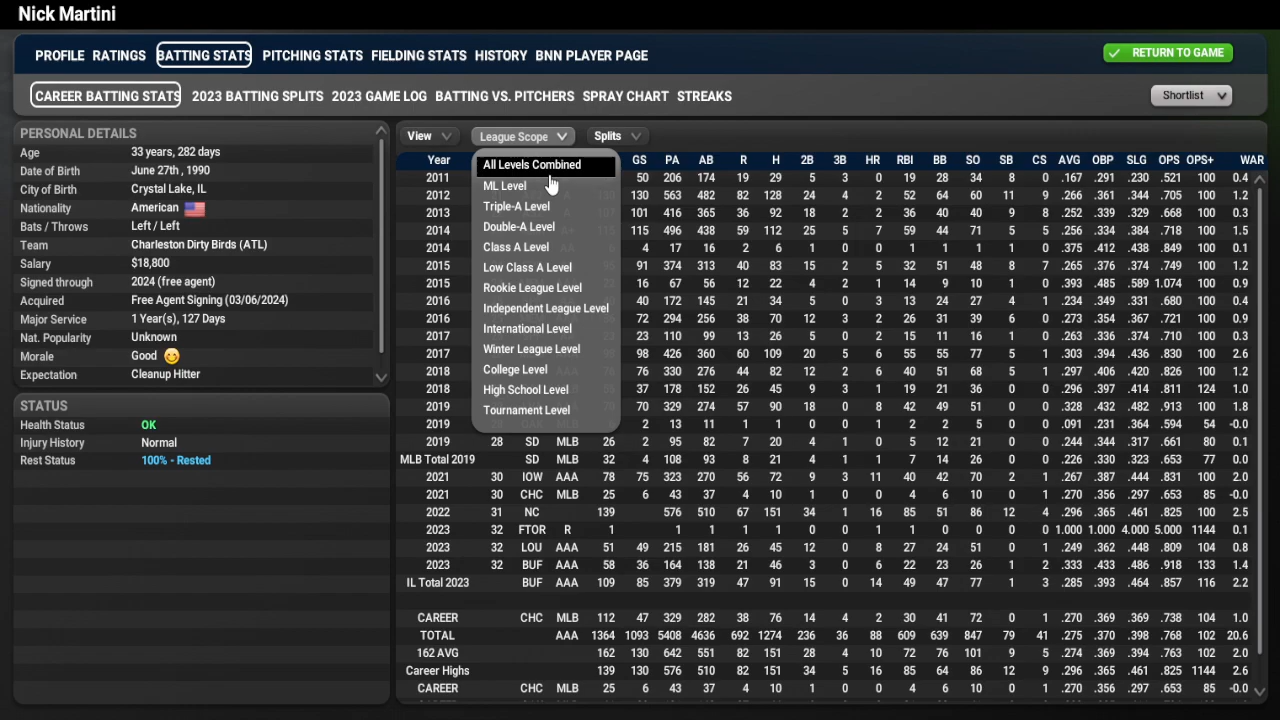 Nick Martini
PROFILE RATINGS BATTING STATS PITCHING STATS FIELDING STATS HISTORY BNN PLAYER PAGE
RETURN TO GAME
CAREER BATTING STATS 2023 BATTING SPLITS 2023 GAME LOG BATTING VS. PITCHERS SPRAY CHART STREAKS
Shortlist
PERSONAL DETAILS
Age 33 years, 282 days
Date of Birth June 27th , 1990
City of Birth Crystal Lake, IL
Nationality American
Bats / Throws Left / Left
Team Charleston Dirty Birds (ATL)
Salary $18,800
Signed through 2024 (free agent)
Acquired Free Agent Signing (03/06/2024)
Major Service 1 Year(s), 127 Days
Nat. Popularity Unknown
Morale Good
Expectation Cleanup Hitter
STATUS
Health Status OK
Injury History Normal
Rest Status 100% - Rested
View League Scope Splits
All Levels Combined
ML Level
Triple-A Level
Double-A Level
Class A Level
Low Class A Level
Rookie League Level
Independent League Level
International Level
Winter League Level
College Level
High School Level
Tournament Level
Year GS PA AB R H 2B 3B HR RBI BB SO SB CS AVG OBP SLG OPS OPS+ WAR
2011 50 206 174 19 29 5 3 0 19 28 34 8 0 .167 .291 .230 .521 100 0.4
2012 130 563 482 82 128 24 4 2 52 64 60 11 9 .266 .361 .344 .705 100 1.2
2013 101 416 365 36 92 18 2 2 36 40 40 9 8 .252 .339 .329 .668 100 0.3
2014 115 496 438 59 112 25 5 7 59 44 71 5 5 .256 .334 .384 .718 100 1.5
2014 4 17 16 2 6 1 0 0 1 1 1 1 0 .375 .412 .438 .849 100 0.1
2015 91 374 313 40 83 15 2 5 32 51 48 8 7 .265 .376 .374 .749 100 1.2
2015 16 67 56 12 22 4 2 1 14 9 10 1 0 .393 .485 .589 1.074 100 0.9
2016 40 172 145 21 34 5 0 3 13 24 27 4 1 .234 .349 .331 .680 100 0.4
2016 72 294 256 38 70 12 3 2 26 31 39 6 0 .273 .354 .367 .721 100 0.9
2017 23 110 99 13 26 5 0 2 15 11 16 1 0 .263 .336 .374 .710 100 0.3
2017 98 426 360 60 109 20 5 6 55 55 77 5 1 .303 .394 .436 .830 100 2.6
2018 76 330 276 44 82 12 2 6 40 51 68 5 1 .297 .406 .420 .826 100 1.2
2018 37 178 152 26 45 9 3 1 19 21 36 0 0 .296 .397 .414 .811 124 1.0
2019 70 329 274 57 90 18 0 8 42 49 51 0 0 .328 .432 .482 .913 100 1.8
2019 2 13 11 1 1 0 0 1 2 2 5 0 0 .091 .231 .364 .594 54 -0.0
2019 28 SD MLB 26 2 95 82 7 20 4 1 0 5 12 21 0 0 .244 .344 .317 .661 80 0.1
MLB Total 2019 SD MLB 32 4 108 93 8 21 4 1 1 7 14 26 0 0 .226 .330 .323 .653 77 0.0
2021 30 IOW AAA 78 75 323 270 56 72 9 3 11 40 42 70 2 1 .267 .387 .444 .831 100 2.0
2021 30 CHC MLB 25 6 43 37 4 10 1 0 0 4 6 10 0 0 .270 .356 .297 .653 85 -0.0
2022 31 NC 139 576 510 67 151 34 1 16 85 51 86 12 4 .296 .365 .461 .825 100 2.5
2023 32 FTOR R 1 1 1 1 1 0 0 1 1 0 0 0 0 1.000 1.000 4.000 5.000 1144 0.1
2023 32 LOU AAA 51 49 215 181 26 45 12 0 8 27 24 51 0 1 .249 .362 .448 .809 104 0.8
2023 32 BUF AAA 58 36 164 138 21 46 3 0 6 22 23 26 1 2 .333 .433 .486 .918 133 1.4
IL Total 2023 BUF AAA 109 85 379 319 47 91 15 0 14 49 47 77 1 3 .285 .393 .464 .857 116 2.2
CAREER CHC MLB 112 47 329 282 38 76 14 4 2 30 41 72 0 1 .270 .369 .369 .738 104 1.0
TOTAL AAA 1364 1093 5408 4636 692 1274 236 36 88 609 639 847 79 41 .275 .370 .398 .768 102 20.6
162 AVG 162 130 642 551 82 151 28 4 10 72 76 101 9 5 .274 .369 .394 .763 102 2.0
Career Highs 139 130 576 510 82 151 34 5 16 85 64 86 12 9 .296 .365 .461 .825 1144 2.6
CAREER CHC MLB 25 6 43 37 4 10 1 0 0 4 6 10 0 0 .270 .356 .297 .653 85 -0.0